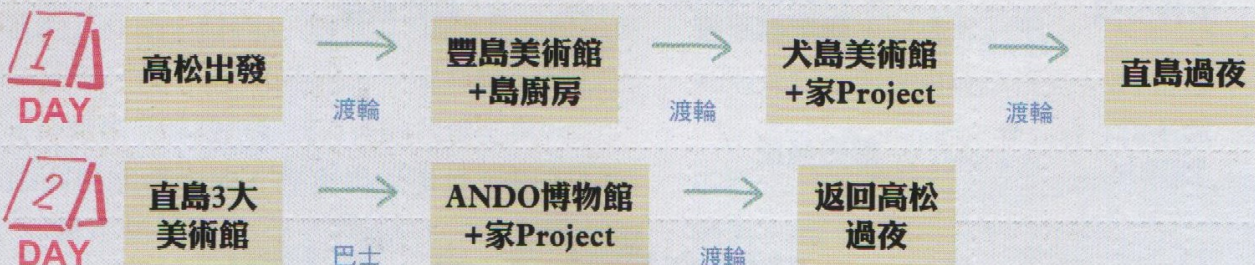 1
DAY
高松出發
渡輪
豐島美術館
+島廚房
渡輪
犬島美術館
+家Project
渡輪
直島過夜
2
DAY
直島3大
美術館
巴士
ANDO博物館
+家Project
渡輪
返回高松
過夜